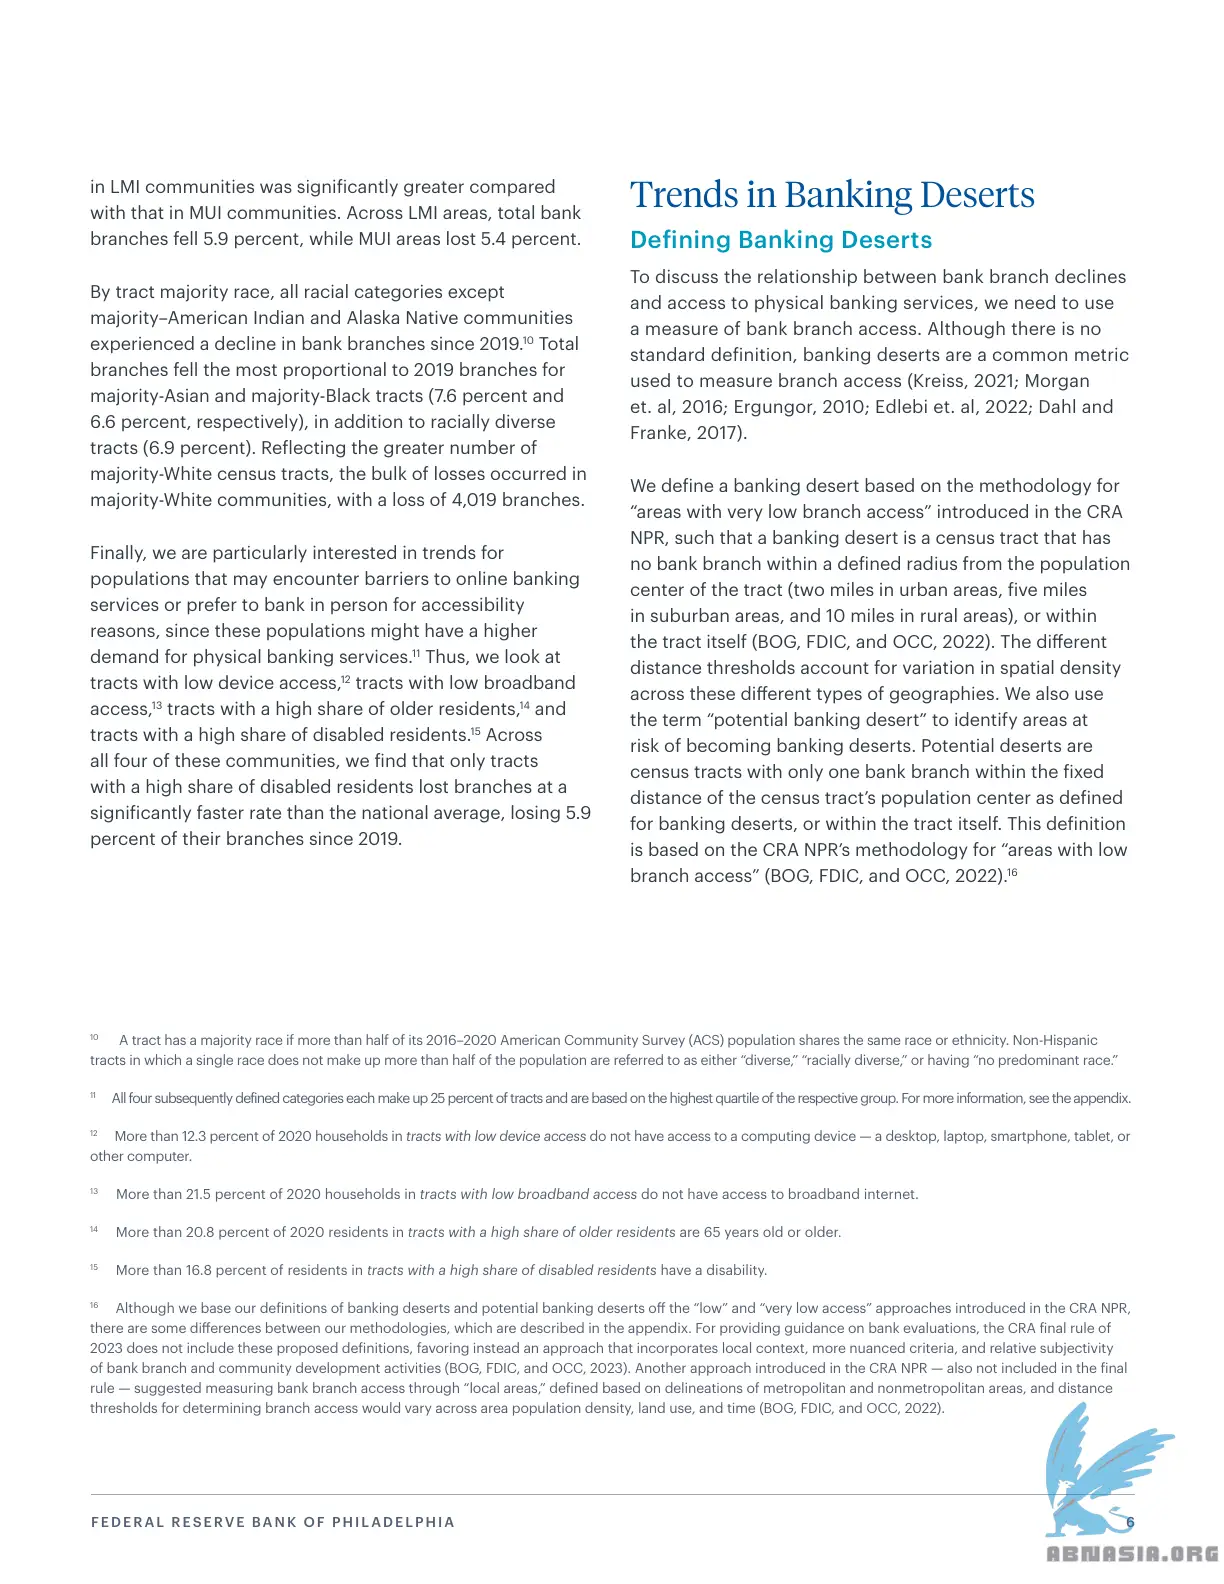 in LMI communities was significantly greater compared
with that in MUI communities. Across LMI areas, total bank
branches fell 5.9 percent, while MUI areas lost 5.4 percent.
By tract majority race, all racial categories except
majority–American Indian and Alaska Native communities
experienced a decline in bank branches since 2019.¹⁰ Total
branches fell the most proportional to 2019 branches for
majority-Asian and majority-Black tracts (7.6 percent and
6.6 percent, respectively), in addition to racially diverse
tracts (6.9 percent). Reflecting the greater number of
majority-White census tracts, the bulk of losses occurred in
majority-White communities, with a loss of 4,019 branches.
Finally, we are particularly interested in trends for
populations that may encounter barriers to online banking
services or prefer to bank in person for accessibility
reasons, since these populations might have a higher
demand for physical banking services.¹¹ Thus, we look at
tracts with low device access,¹² tracts with low broadband
access,¹³ tracts with a high share of older residents,¹⁴ and
tracts with a high share of disabled residents.¹⁵ Across
all four of these communities, we find that only tracts
with a high share of disabled residents lost branches at a
significantly faster rate than the national average, losing 5.9
percent of their branches since 2019.
Trends in Banking Deserts
Defining Banking Deserts
To discuss the relationship between bank branch declines
and access to physical banking services, we need to use
a measure of bank branch access. Although there is no
standard definition, banking deserts are a common metric
used to measure branch access (Kreiss, 2021; Morgan
et. al, 2016; Ergungor, 2010; Edlebi et. al, 2022; Dahl and
Franke, 2017).
We define a banking desert based on the methodology for
“areas with very low branch access” introduced in the CRA
NPR, such that a banking desert is a census tract that has
no bank branch within a defined radius from the population
center of the tract (two miles in urban areas, five miles
in suburban areas, and 10 miles in rural areas), or within
the tract itself (BOG, FDIC, and OCC, 2022). The different
distance thresholds account for variation in spatial density
across these different types of geographies. We also use
the term “potential banking desert” to identify areas at
risk of becoming banking deserts. Potential deserts are
census tracts with only one bank branch within the fixed
distance of the census tract’s population center as defined
for banking deserts, or within the tract itself. This definition
is based on the CRA NPR’s methodology for “areas with low
branch access” (BOG, FDIC, and OCC, 2022).¹⁶
¹⁰ A tract has a majority race if more than half of its 2016–2020 American Community Survey (ACS) population shares the same race or ethnicity. Non-Hispanic
tracts in which a single race does not make up more than half of the population are referred to as either “diverse,” “racially diverse,” or having “no predominant race.”
¹¹ All four subsequently defined categories each make up 25 percent of tracts and are based on the highest quartile of the respective group. For more information, see the appendix.
¹² More than 12.3 percent of 2020 households in tracts with low device access do not have access to a computing device — a desktop, laptop, smartphone, tablet, or
other computer.
¹³ More than 21.5 percent of 2020 households in tracts with low broadband access do not have access to broadband internet.
¹⁴ More than 20.8 percent of 2020 residents in tracts with a high share of older residents are 65 years old or older.
¹⁵ More than 16.8 percent of residents in tracts with a high share of disabled residents have a disability.
¹⁶ Although we base our definitions of banking deserts and potential banking deserts off the “low” and “very low access” approaches introduced in the CRA NPR,
there are some differences between our methodologies, which are described in the appendix. For providing guidance on bank evaluations, the CRA final rule of
2023 does not include these proposed definitions, favoring instead an approach that incorporates local context, more nuanced criteria, and relative subjectivity
of bank branch and community development activities (BOG, FDIC, and OCC, 2023). Another approach introduced in the CRA NPR — also not included in the final
rule — suggested measuring bank branch access through “local areas,” defined based on delineations of metropolitan and nonmetropolitan areas, and distance
thresholds for determining branch access would vary across area population density, land use, and time (BOG, FDIC, and OCC, 2022).
FEDERAL RESERVE BANK OF PHILADELPHIA
6
ABNASIA.ORG